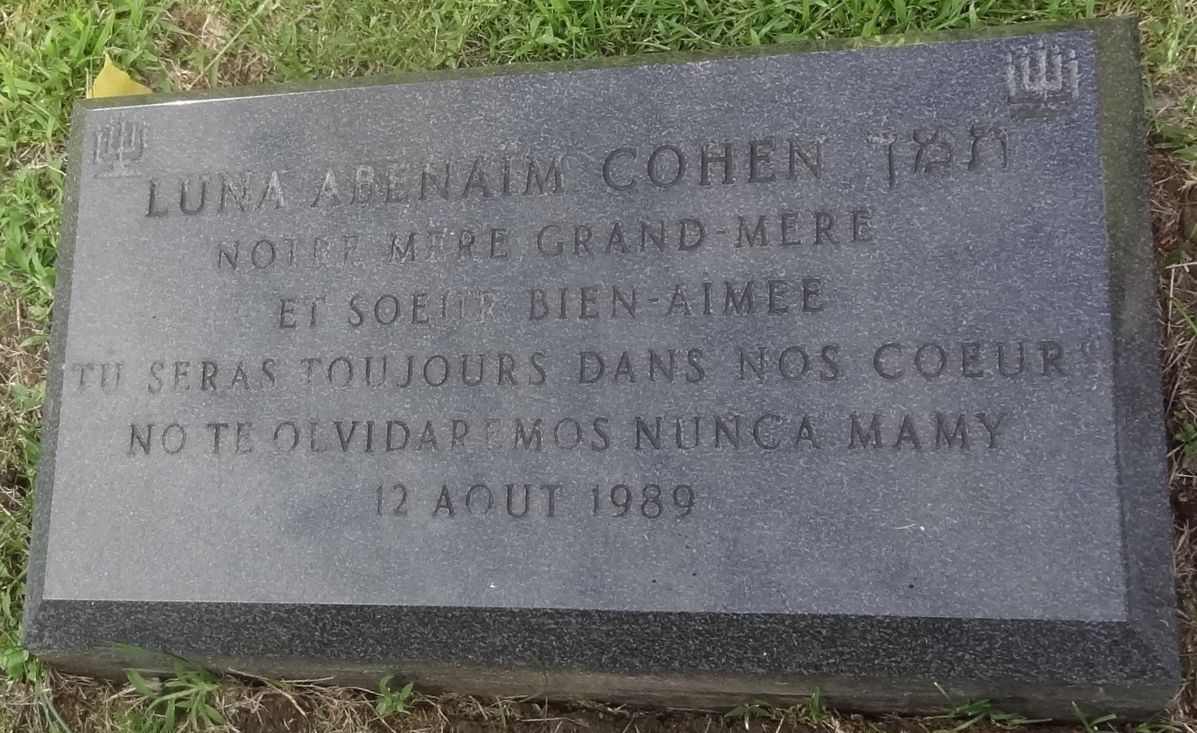 LUNA ABENAIM COHEN תמך
NOTRE MERE GRAND-MERE
ET SOEUR BIEN-AIMEE
TU SERAS TOUJOURS DANS NOS COEURS
NO TE OLVIDAREMOS NUNCA MAMY
12 AOUT 1989